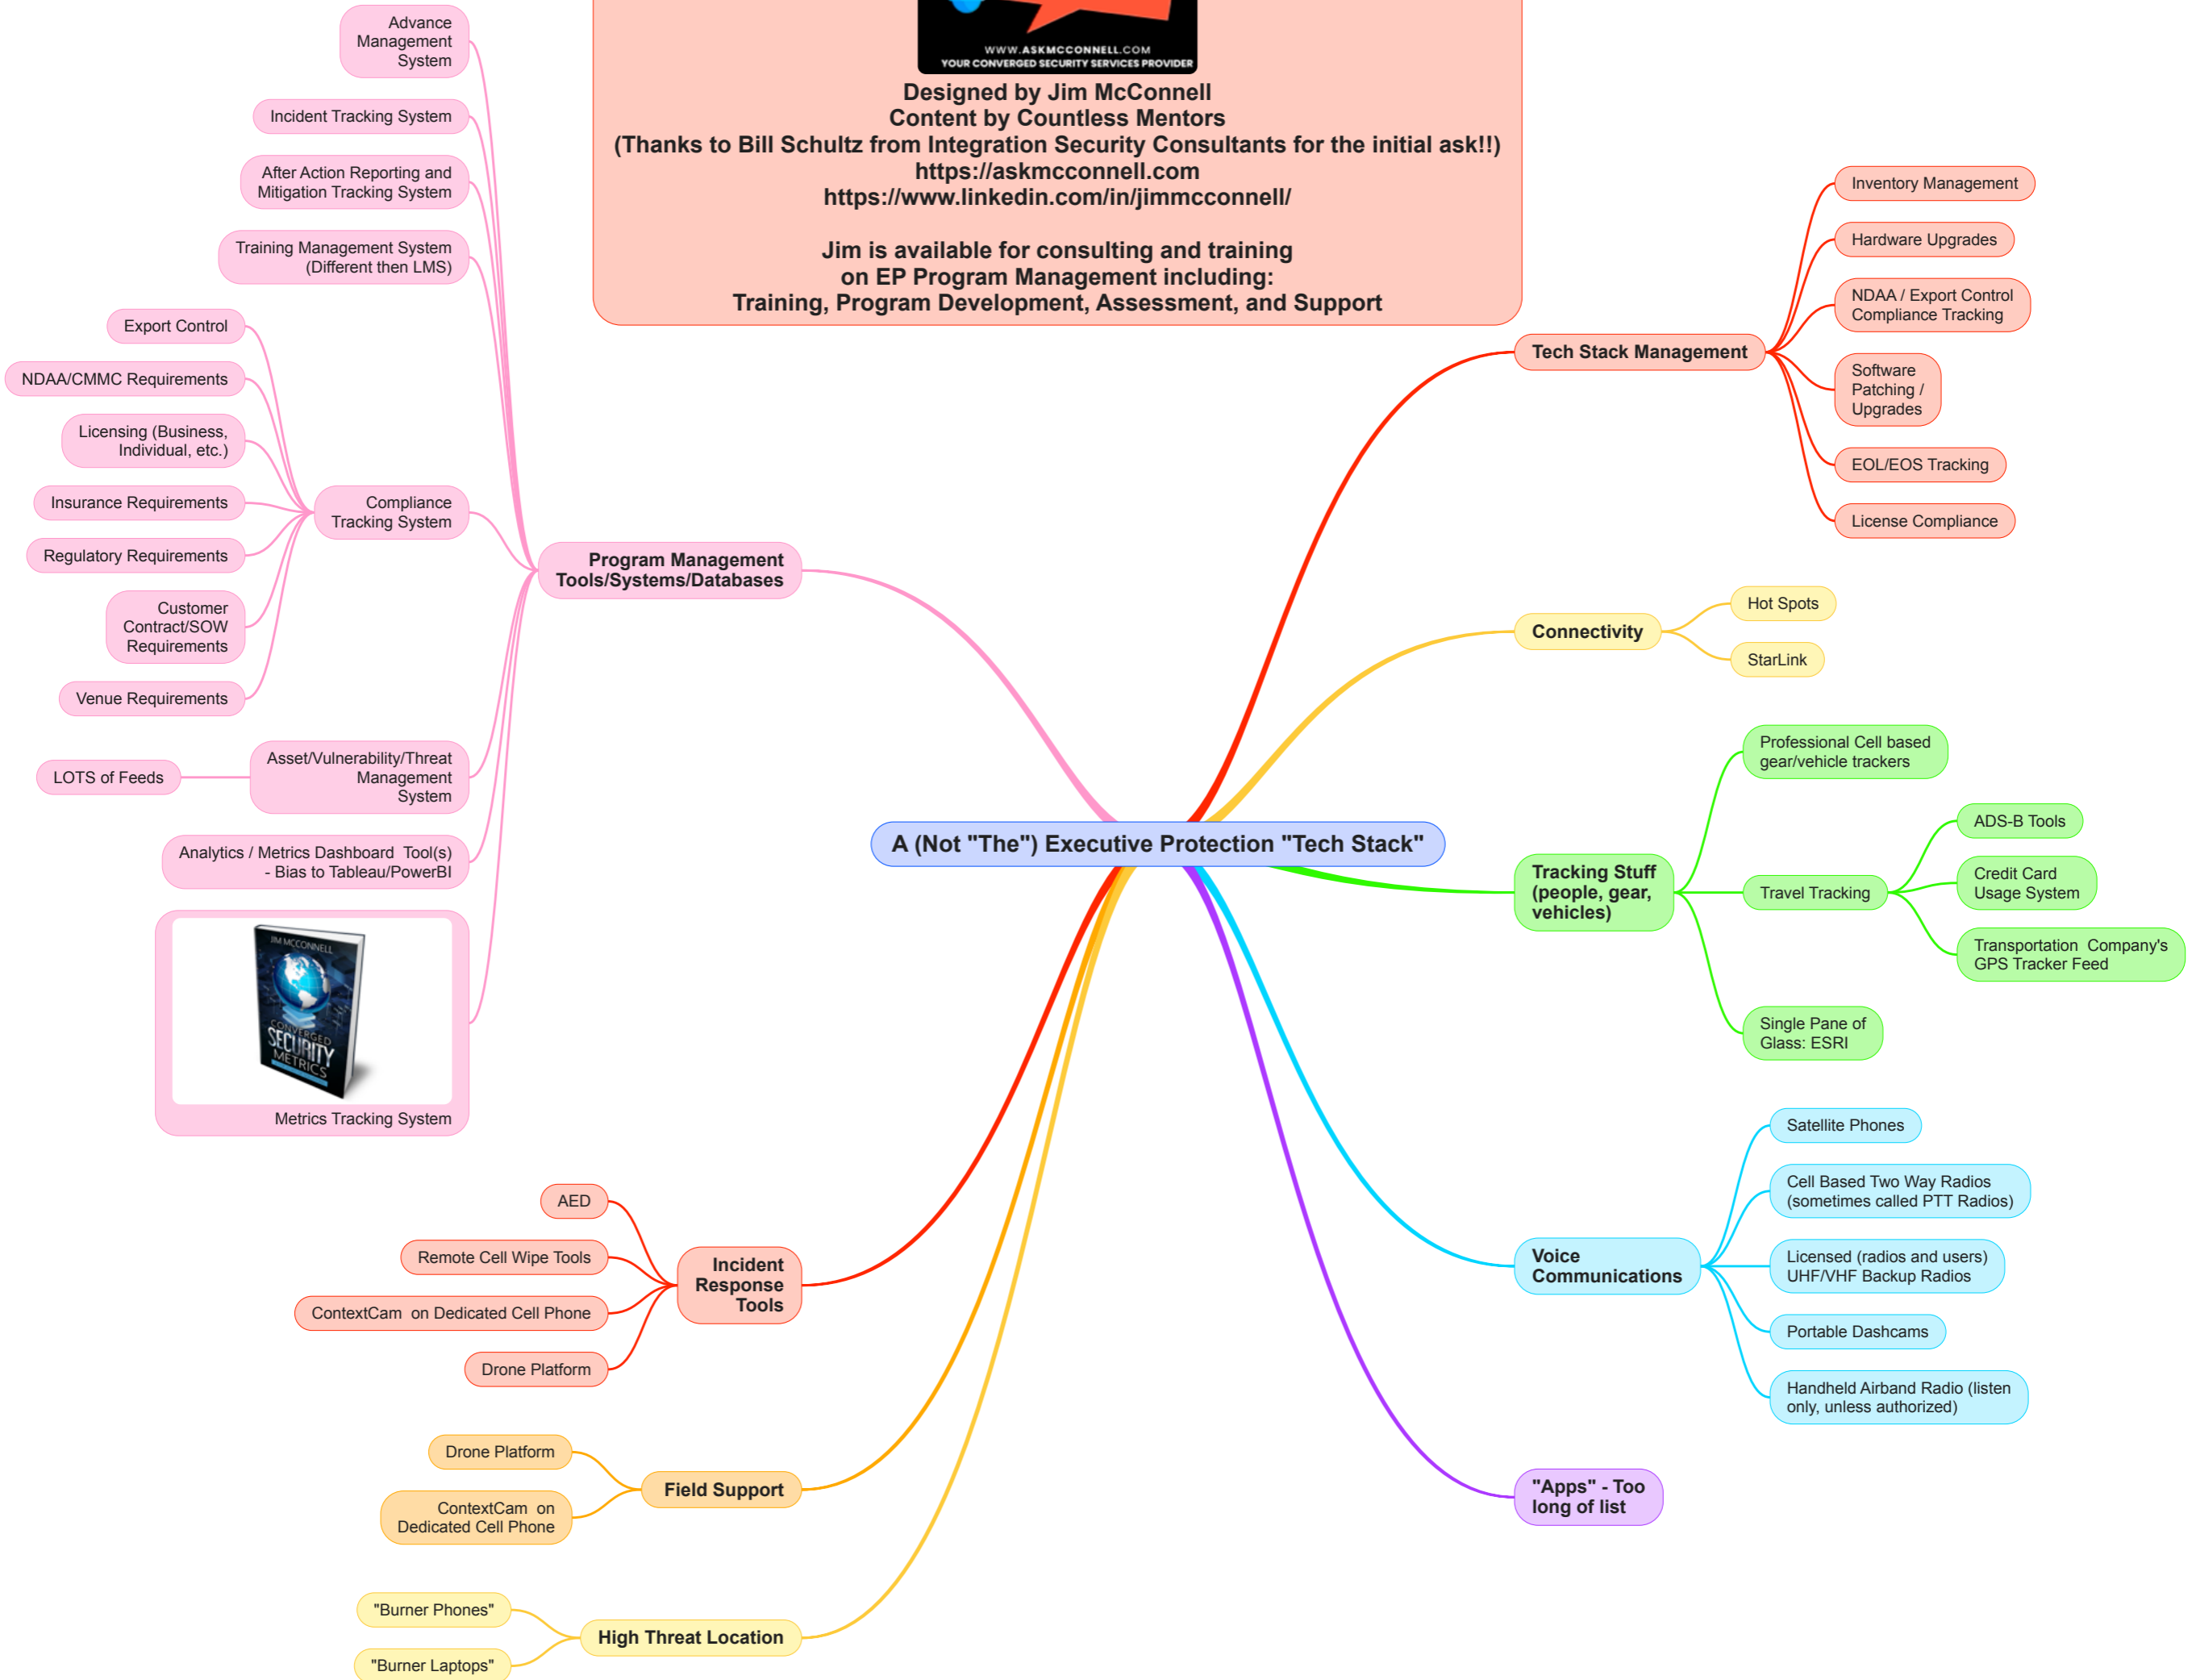 WWW.ASKMCCONNELL.COM
YOUR CONVERGED SECURITY SERVICES PROVIDER
Designed by Jim McConnell
Content by Countless Mentors
(Thanks to Bill Schultz from Integration Security Consultants for the initial ask!!)
https://askmcconnell.com
https://www.linkedin.com/in/jimmcconnell/
Jim is available for consulting and training
on EP Program Management including:
Training, Program Development, Assessment, and Support
A (Not "The") Executive Protection "Tech Stack"
Tech Stack Management
Inventory Management
Hardware Upgrades
NDAA / Export Control
Compliance Tracking
Software
Patching /
Upgrades
EOL/EOS Tracking
License Compliance
Connectivity
Hot Spots
StarLink
Tracking Stuff
(people, gear,
vehicles)
Professional Cell based
gear/vehicle trackers
Travel Tracking
ADS-B Tools
Credit Card
Usage System
Transportation  Company's
GPS Tracker Feed
Single Pane of
Glass: ESRI
Voice
Communications
Satellite Phones
Cell Based Two Way Radios
(sometimes called PTT Radios)
Licensed (radios and users)
UHF/VHF Backup Radios
Portable Dashcams
Handheld Airband Radio (listen
only, unless authorized)
"Apps" - Too
long of list
Program Management
Tools/Systems/Databases
Advance
Management
System
Incident Tracking System
After Action Reporting and
Mitigation Tracking System
Training Management System
(Different then LMS)
Compliance
Tracking System
Export Control
NDAA/CMMC Requirements
Licensing (Business,
Individual, etc.)
Insurance Requirements
Regulatory Requirements
Customer
Contract/SOW
Requirements
Venue Requirements
Asset/Vulnerability/Threat
Management
System
LOTS of Feeds
Analytics / Metrics Dashboard  Tool(s)
- Bias to Tableau/PowerBI
JIM MCCONNELL
CONVERGED
SECURITY
METRICS
Metrics Tracking System
Incident
Response
Tools
AED
Remote Cell Wipe Tools
ContextCam  on Dedicated Cell Phone
Drone Platform
Field Support
Drone Platform
ContextCam  on
Dedicated Cell Phone
High Threat Location
"Burner Phones"
"Burner Laptops"